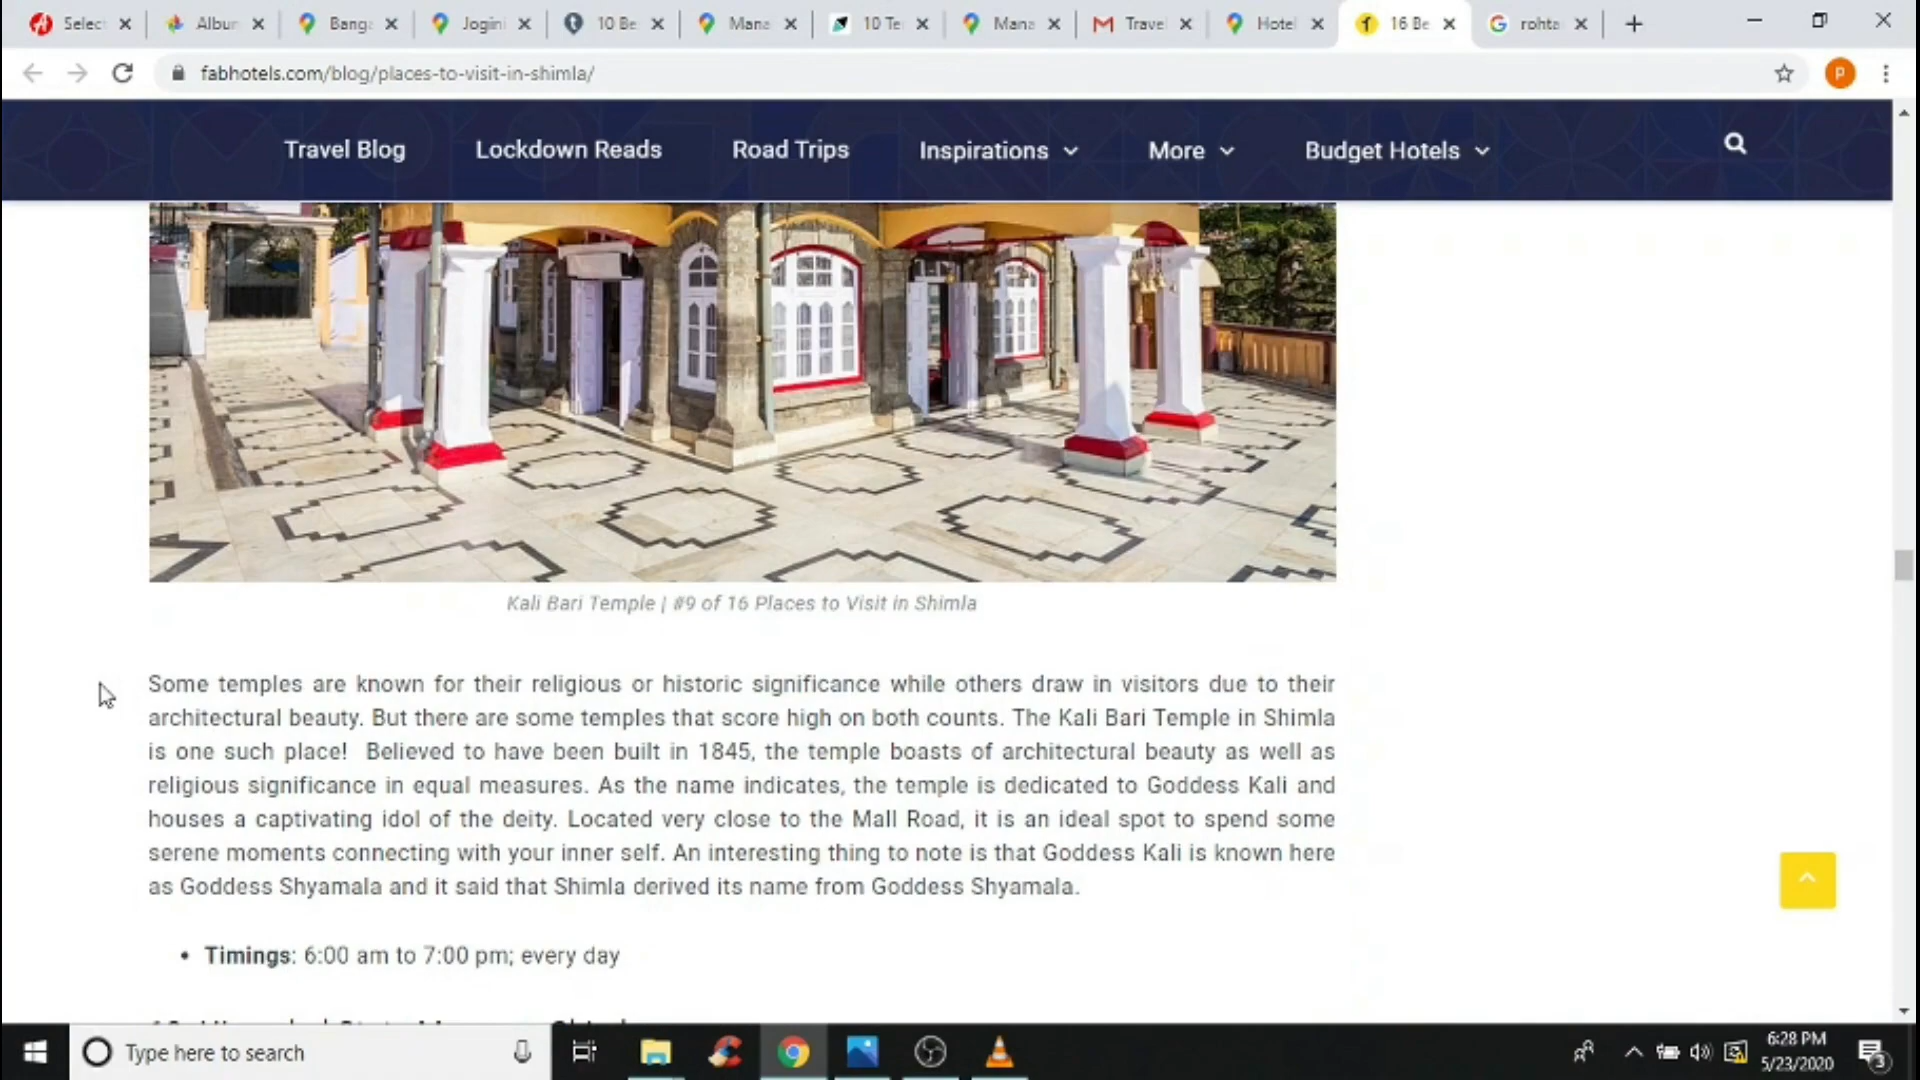 Selec
Albur
Bang
Jogin
10 Be
Mana
10 Te
Mana
Travel
Hotel
16 Be
rohta
fabhotels.com/blog/places-to-visit-in-shimla/
P
Travel Blog
Lockdown Reads
Road Trips
Inspirations
More
Budget Hotels
Kali Bari Temple | #9 of 16 Places to Visit in Shimla
Some temples are known for their religious or historic significance while others draw in visitors due to their
architectural beauty. But there are some temples that score high on both counts. The Kali Bari Temple in Shimla
is one such place! Believed to have been built in 1845, the temple boasts of architectural beauty as well as
religious significance in equal measures. As the name indicates, the temple is dedicated to Goddess Kali and
houses a captivating idol of the deity. Located very close to the Mall Road, it is an ideal spot to spend some
serene moments connecting with your inner self. An interesting thing to note is that Goddess Kali is known here
as Goddess Shyamala and it said that Shimla derived its name from Goddess Shyamala.
• Timings: 6:00 am to 7:00 pm; every day
Type here to search
6:28 PM
5/23/2020
3